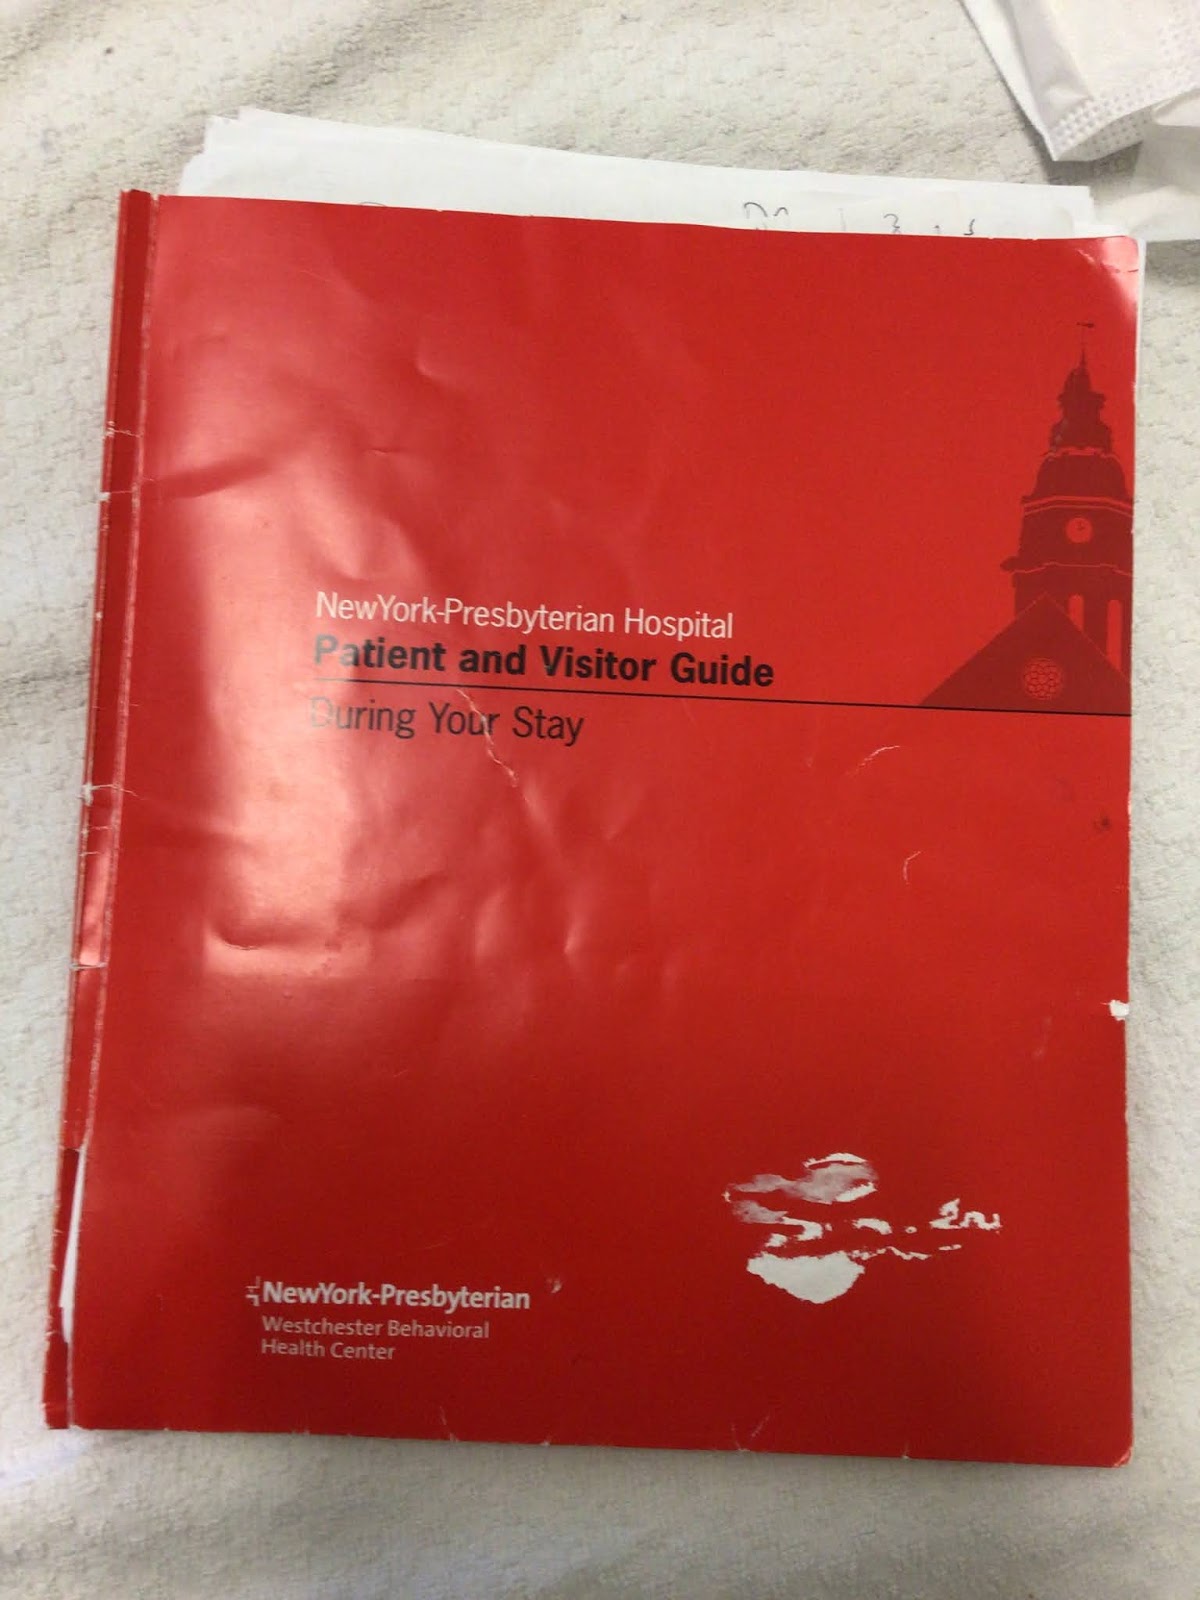 NewYork-Presbyterian Hospital
Patient and Visitor Guide
During Your Stay
NewYork-Presbyterian
Westchester Behavioral
Health Center